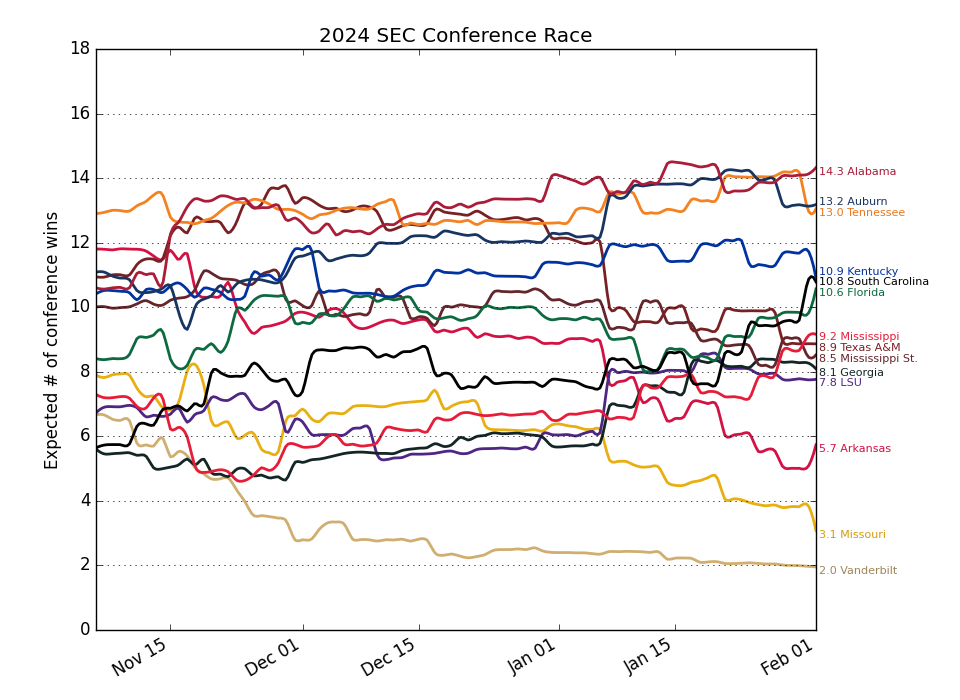 2024 SEC Conference Race
Expected # of conference wins
18
16
14
12
10
8
6
4
2
0
14.3 Alabama
13.2 Auburn
13.0 Tennessee
10.9 Kentucky
10.8 South Carolina
10.6 Florida
9.2 Mississippi
8.9 Texas A&M
8.5 Mississippi St.
8.1 Georgia
7.8 LSU
5.7 Arkansas
3.1 Missouri
2.0 Vanderbilt
Nov 15
Dec 01
Dec 15
Jan 01
Jan 15
Feb 01